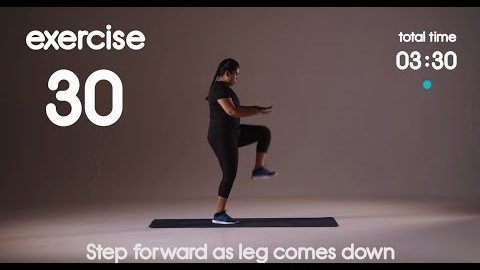 exercise
30
total time
03:30
Step forward as leg comes down